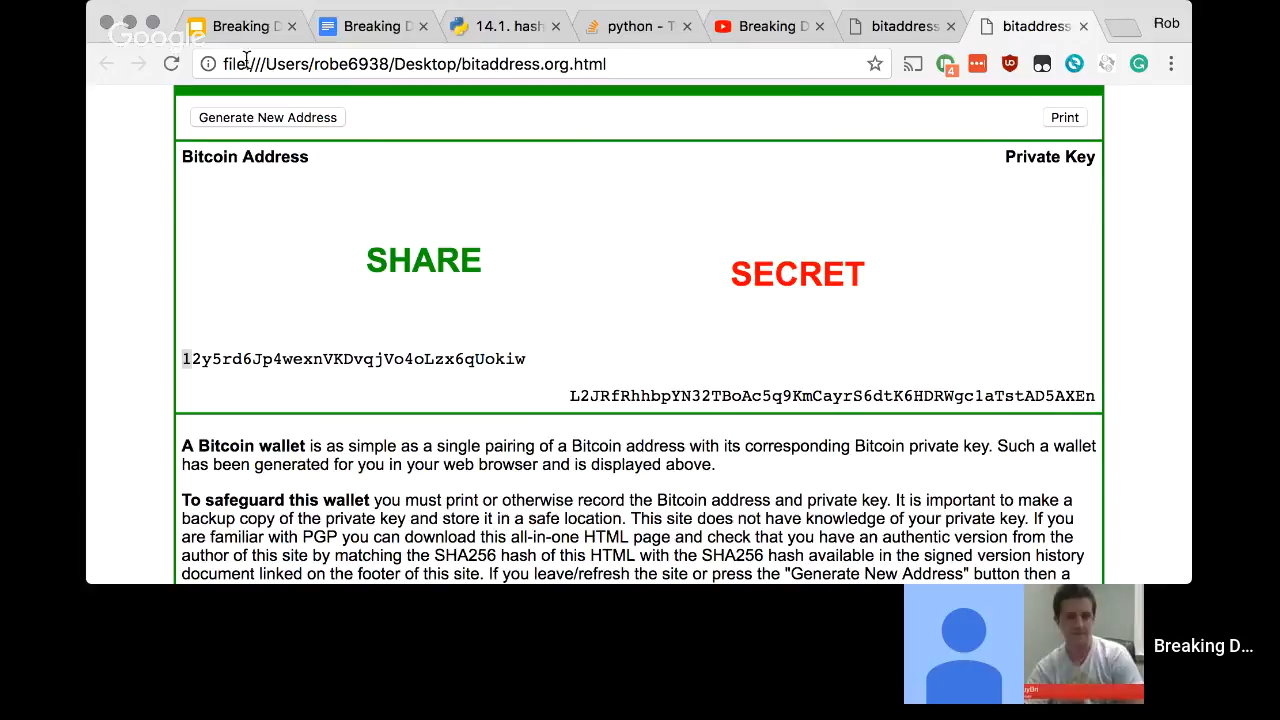 Breaking D
Breaking D
14.1. hash
python - T
Breaking D
bitaddress
bitaddress
Rob
Google
file:///Users/robe6938/Desktop/bitaddress.org.html
4
Generate New Address
Print
Bitcoin Address
Private Key
SHARE
SECRET
12y5rd6Jp4wexnVKDvqjVo4oLzx6qUokiw
L2JRfRhhbpYN32TBoAc5q9KmCayrS6dtK6HDRWgc1aTstAD5AXEn
A Bitcoin wallet is as simple as a single pairing of a Bitcoin address with its corresponding Bitcoin private key. Such a wallet
has been generated for you in your web browser and is displayed above.
To safeguard this wallet you must print or otherwise record the Bitcoin address and private key. It is important to make a
backup copy of the private key and store it in a safe location. This site does not have knowledge of your private key. If you
are familiar with PGP you can download this all-in-one HTML page and check that you have an authentic version from the
author of this site by matching the SHA256 hash of this HTML with the SHA256 hash available in the signed version history
document linked on the footer of this site. If you leave/refresh the site or press the "Generate New Address" button then a
Breaking D...